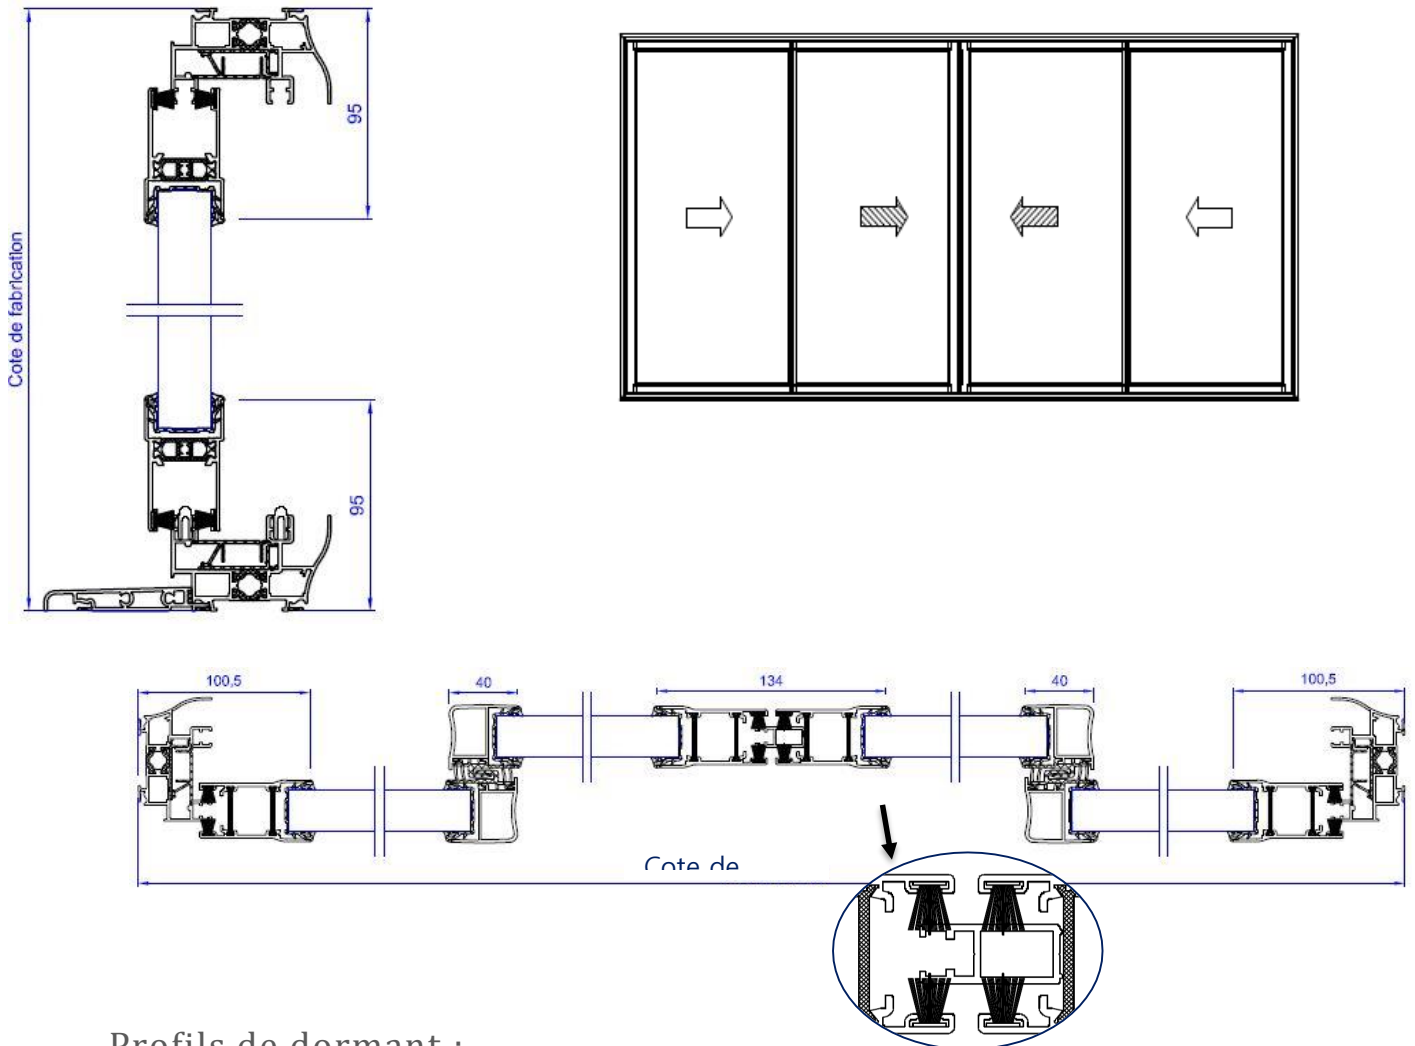 95
Cote de fabrication
95
100,5
40
134
40
100,5
Cote de
Profils de dormant :